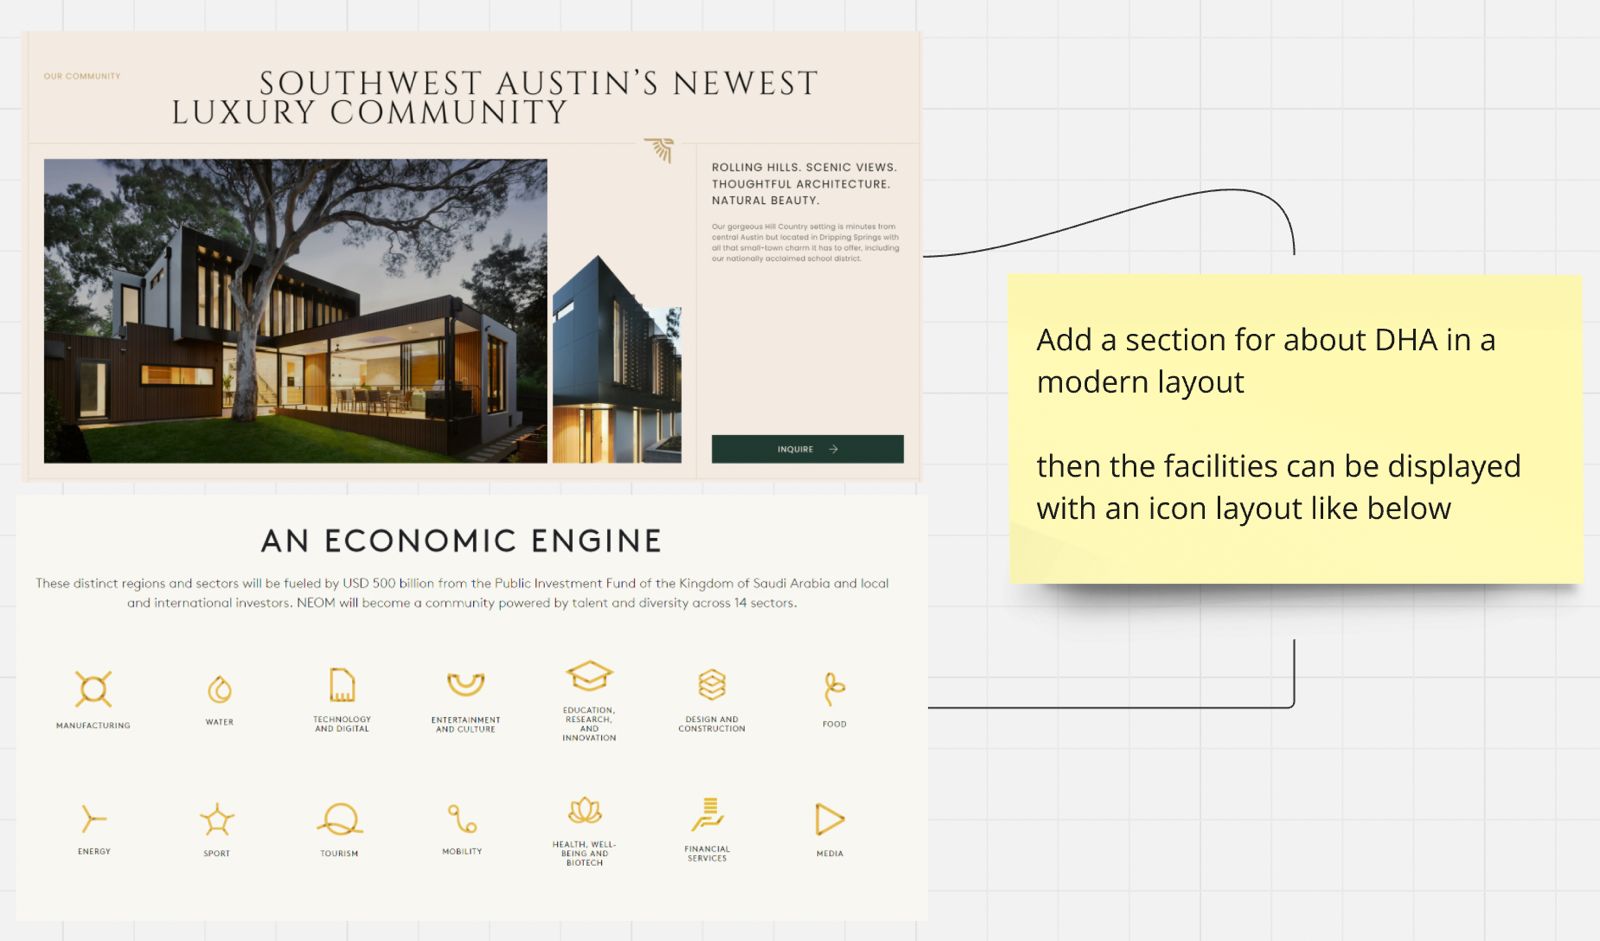 OUR COMMUNITY
SOUTHWEST AUSTIN’S NEWEST
LUXURY COMMUNITY
ROLLING HILLS. SCENIC VIEWS.
THOUGHTFUL ARCHITECTURE.
NATURAL BEAUTY.
Our gorgeous Hill Country setting is minutes from
central Austin but located in Dripping Springs with
all that small-town charm it has to offer, including
our nationally acclaimed school district.
INQUIRE
Add a section for about DHA in a
modern layout
then the facilities can be displayed
with an icon layout like below
AN ECONOMIC ENGINE
These distinct regions and sectors will be fueled by USD 500 billion from the Public Investment Fund of the Kingdom of Saudi Arabia and local
and international investors. NEOM will become a community powered by talent and diversity across 14 sectors.
MANUFACTURING
WATER
TECHNOLOGY
AND DIGITAL
ENTERTAINMENT
AND CULTURE
EDUCATION,
RESEARCH,
AND
INNOVATION
DESIGN AND
CONSTRUCTION
FOOD
ENERGY
SPORT
TOURISM
MOBILITY
HEALTH, WELL-
BEING AND
BIOTECH
FINANCIAL
SERVICES
MEDIA